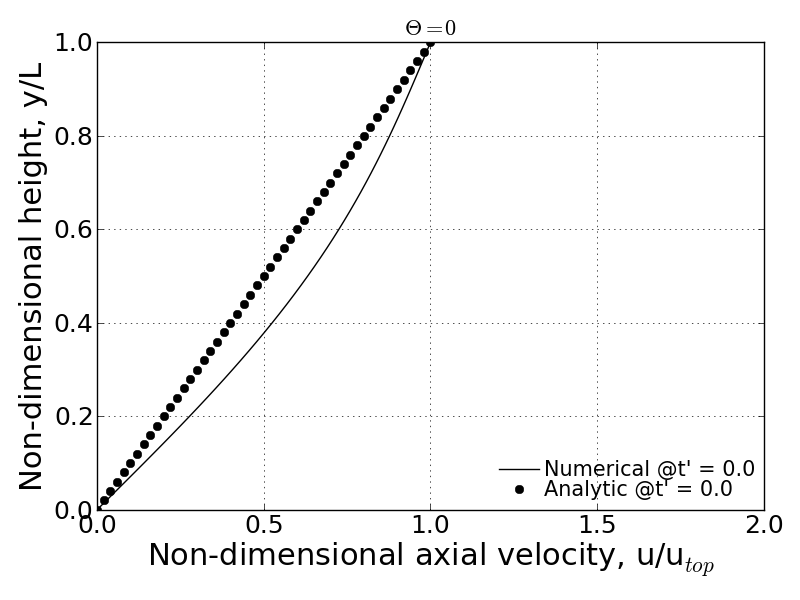 Θ = 0
Non-dimensional height, y/L
1.0
0.8
0.6
0.4
0.2
0.0
0.0 0.5 1.0 1.5 2.0
Numerical @t' = 0.0
Analytic @t' = 0.0
Non-dimensional axial velocity, u/u_top